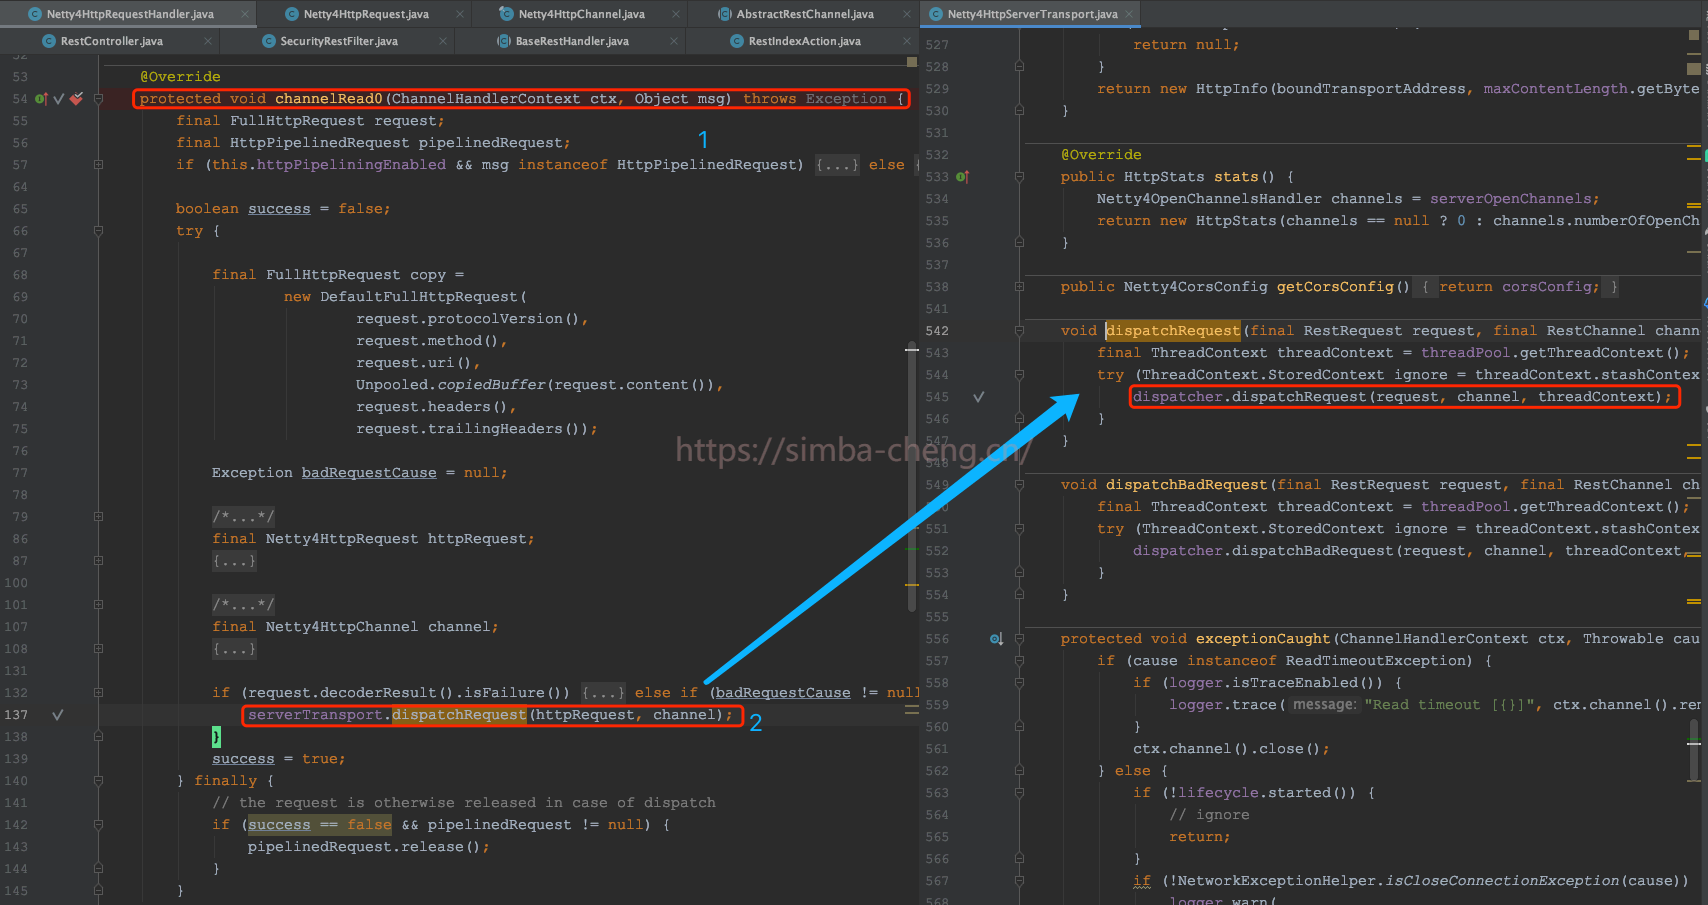 Netty4HttpRequestHandler.java
Netty4HttpRequest.java
Netty4HttpChannel.java
AbstractRestChannel.java
RestController.java
SecurityRestFilter.java
BaseRestHandler.java
RestIndexAction.java
53 @Override
54 protected void channelRead0(ChannelHandlerContext ctx, Object msg) throws Exception {
55 final FullHttpRequest request;
56 final HttpPipelinedRequest pipelinedRequest;
1
57 if (this.httpPipeliningEnabled && msg instanceof HttpPipelinedRequest) {...} else {
64
65 boolean success = false;
66 try {
67
68 final FullHttpRequest copy =
69 new DefaultFullHttpRequest(
70 request.protocolVersion(),
71 request.method(),
72 request.uri(),
73 Unpooled.copiedBuffer(request.content()),
74 request.headers(),
75 request.trailingHeaders());
76
77 Exception badRequestCause = null;
78
79 /*...*/
86 final Netty4HttpRequest httpRequest;
87 {...}
100
101 /*...*/
107 final Netty4HttpChannel channel;
108 {...}
131
132 if (request.decoderResult().isFailure()) {...} else if (badRequestCause != null
137 serverTransport.dispatchRequest(httpRequest, channel);
2
138 }
139 success = true;
140 } finally {
141 // the request is otherwise released in case of dispatch
142 if (success == false && pipelinedRequest != null) {
143 pipelinedRequest.release();
144 }
145 }
https://simba-cheng.cn/
Netty4HttpServerTransport.java
527 return null;
528 }
529 return new HttpInfo(boundTransportAddress, maxContentLength.getByte
530 }
531
532 @Override
533 public HttpStats stats() {
534 Netty4OpenChannelsHandler channels = serverOpenChannels;
535 return new HttpStats(channels == null ? 0 : channels.numberOfOpenCh
536 }
537
538 public Netty4CorsConfig getCorsConfig() { return corsConfig; }
541
542 void dispatchRequest(final RestRequest request, final RestChannel chann
543 final ThreadContext threadContext = threadPool.getThreadContext();
544 try (ThreadContext.StoredContext ignore = threadContext.stashContex
545 dispatcher.dispatchRequest(request, channel, threadContext);
546 }
547 }
548
549 void dispatchBadRequest(final RestRequest request, final RestChannel ch
final ThreadContext threadContext = threadPool.getThreadContext();
551 try (ThreadContext.StoredContext ignore = threadContext.stashContex
552 dispatcher.dispatchBadRequest(request, channel, threadContext,
553 }
554 }
555
556 protected void exceptionCaught(ChannelHandlerContext ctx, Throwable cau
557 if (cause instanceof ReadTimeoutException) {
558 if (logger.isTraceEnabled()) {
559 logger.trace( message: "Read timeout [{}]", ctx.channel().rem
560 }
561 ctx.channel().close();
562 } else {
563 if (!lifecycle.started()) {
564 // ignore
565 return;
566 }
567 if (!NetworkExceptionHelper.isCloseConnectionException(cause))
568 logger.warn(